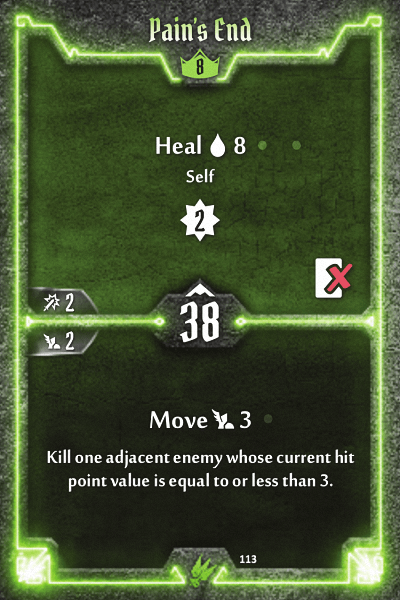 Pain's End
8
Heal 8
Self
2
2
38
2
Move 3
Kill one adjacent enemy whose current hit
point value is equal to or less than 3.
113